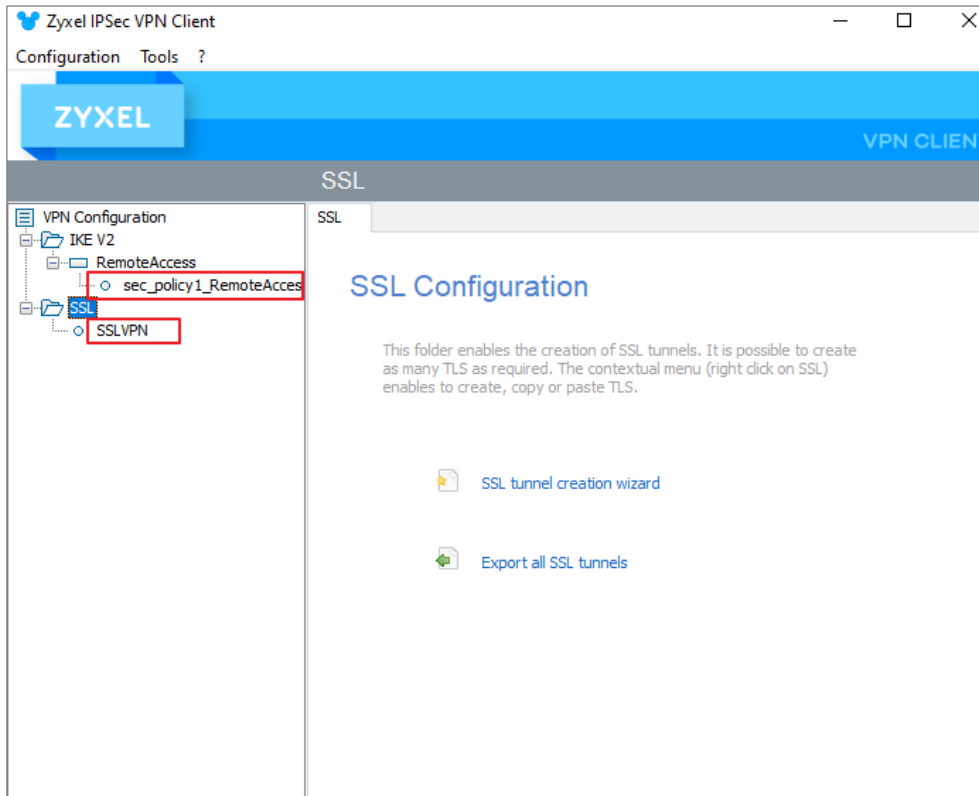 Zyxel IPSec VPN Client
Configuration Tools ?
ZYXEL
VPN CLIEN
SSL
VPN Configuration
IKE V2
RemoteAccess
sec_policy1_RemoteAcces
SSL
SSLVPN
SSL
SSL Configuration
This folder enables the creation of SSL tunnels. It is possible to create
as many TLS as required. The contextual menu (right click on SSL)
enables to create, copy or paste TLS.
SSL tunnel creation wizard
Export all SSL tunnels